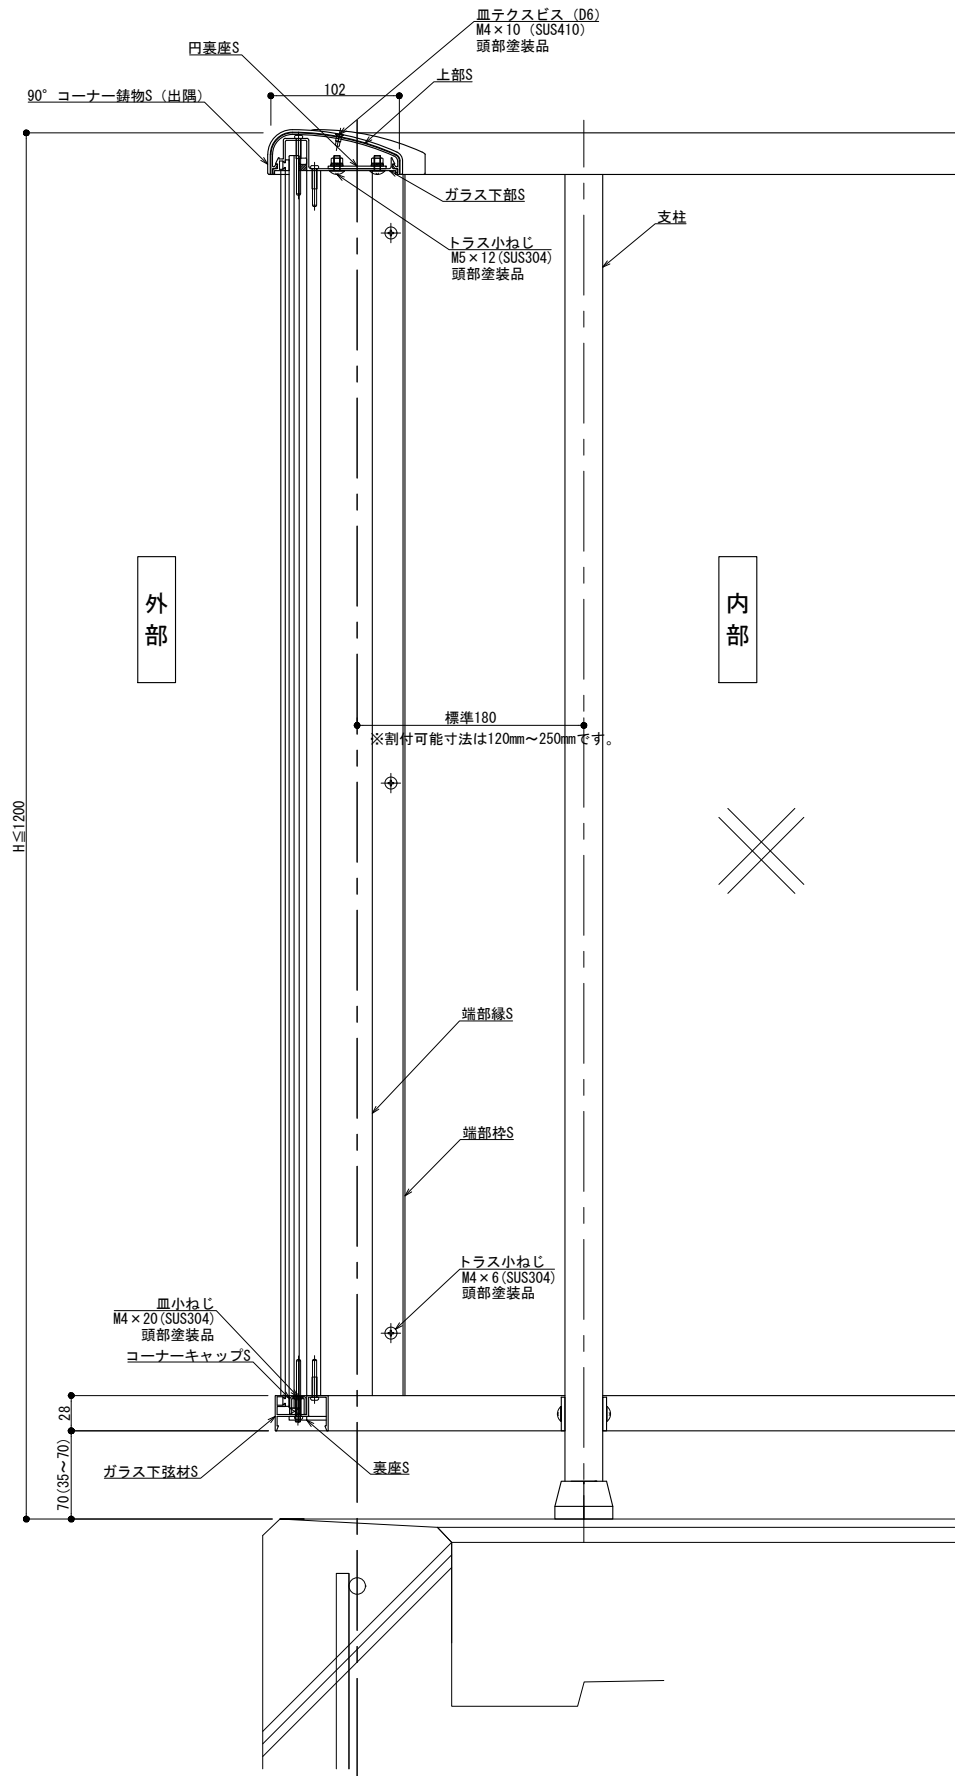 皿テクスビス (D6)
M4×10 (SUS410)
頭部塗装品
円裏座S
上部S
102
90° コーナー鋳物S (出隅)
ガラス下部S
支柱
トラス小ねじ
M5×12(SUS304)
頭部塗装品
外部
内部
標準180
※割付可能寸法は120mm～250mmです。
H≦1200
端部縁S
端部枠S
トラス小ねじ
M4×6(SUS304)
頭部塗装品
皿小ねじ
M4×20(SUS304)
頭部塗装品
コーナーキャップS
28
70(35～70)
ガラス下弦材S
裏座S